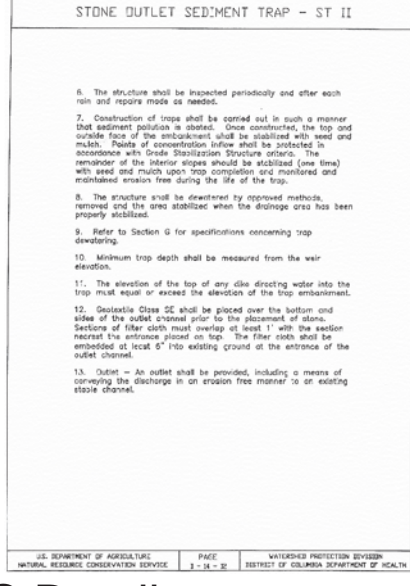 STONE OUTLET SEDIMENT TRAP - ST II
6. The structure shall be inspected periodically and after each
rain and repairs made as needed.
7. Construction of traps shall be carried out in such a manner
that sediment pollution is abated. Once constructed, the top and
outside face of the embankment shall be stabilized with seed and
mulch. Points of concentration inflow shall be protected in
accordance with Grade Stabilization Structure criteria. The
remainder of the interior slopes should be stabilized (one time)
with seed and mulch upon trap completion and monitored and
maintained erosion free during the life of the trap.
8. The structure shall be dewatered by approved methods,
removed and the area stabilized when the drainage area has been
properly stabilized.
9. Refer to Section G for specifications concerning trap
dewatering.
10. Minimum trap depth shall be measured from the weir
elevation.
11. The elevation of the top of any dike directing water into the
trap must equal or exceed the elevation of the trap embankment.
12. Geotextile Class SE shall be placed over the bottom and
sides of the outlet channel prior to the placement of stone.
Sections of filter cloth must overlap at least 1' with the section
nearest the entrance placed on top. The filter cloth shall be
embedded at least 6" into existing ground at the entrance of the
outlet channel.
13. Outlet – An outlet shall be provided, including a means of
conveying the discharge in an erosion free manner to an existing
stable channel.
U.S. DEPARTMENT OF AGRICULTURE
NATURAL RESOURCE CONSERVATION SERVICE
PAGE
WATERSHED PROTECTION DIVISION
DISTRICT OF COLUMBIA DEPARTMENT OF HEALTH